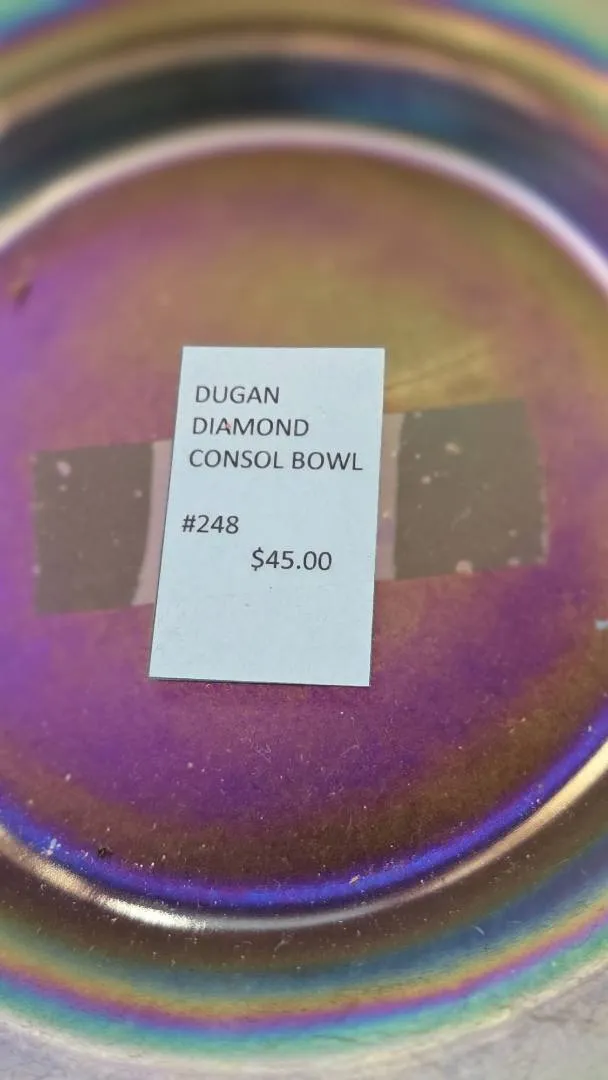 DUGAN
DIAMOND
CONSOL BOWL
#248
$45.00